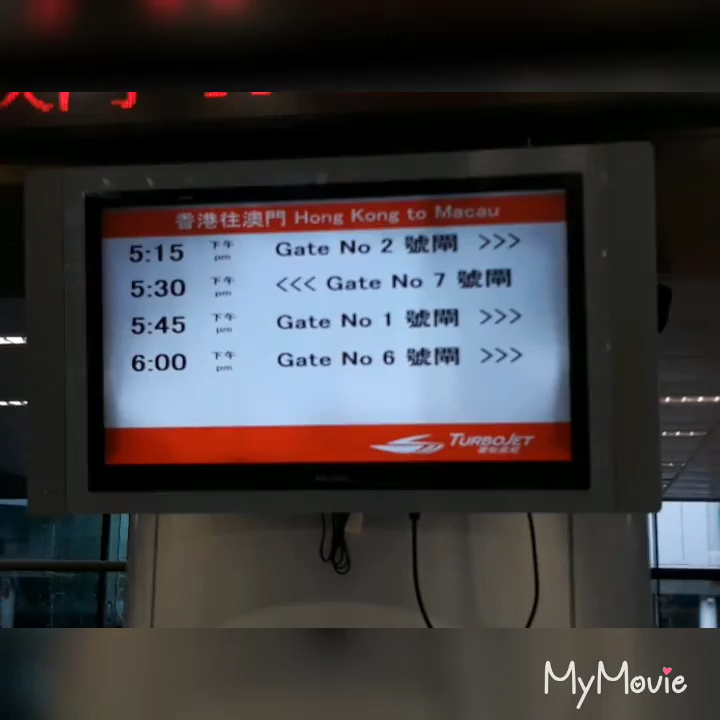 香港往澳門 Hong Kong to Macau
5:15 下午 pm Gate No 2 號閘 >>>
5:30 下午 pm <<< Gate No 7 號閘
5:45 下午 pm Gate No 1 號閘 >>>
6:00 下午 pm Gate No 6 號閘 >>>
TURBOJET
MyMovie